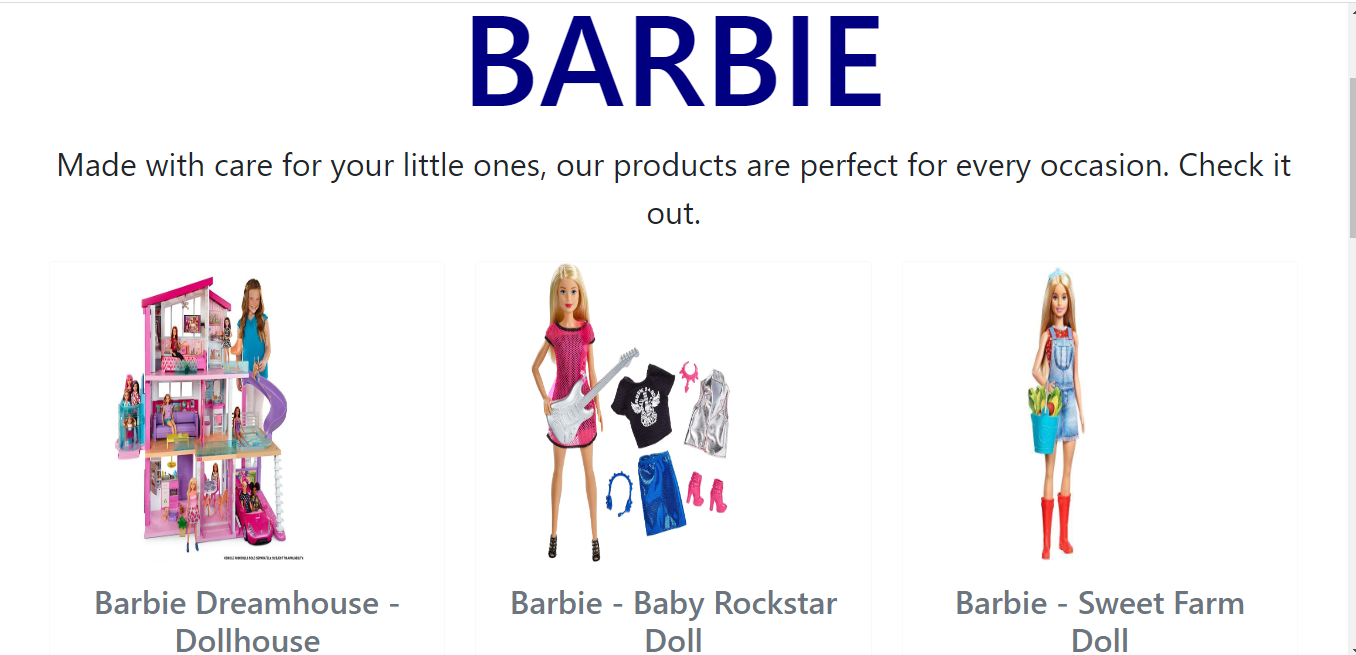 BARBIE
Made with care for your little ones, our products are perfect for every occasion. Check it
out.
Barbie Dreamhouse -
Dollhouse
Barbie - Baby Rockstar
Doll
Barbie - Sweet Farm
Doll